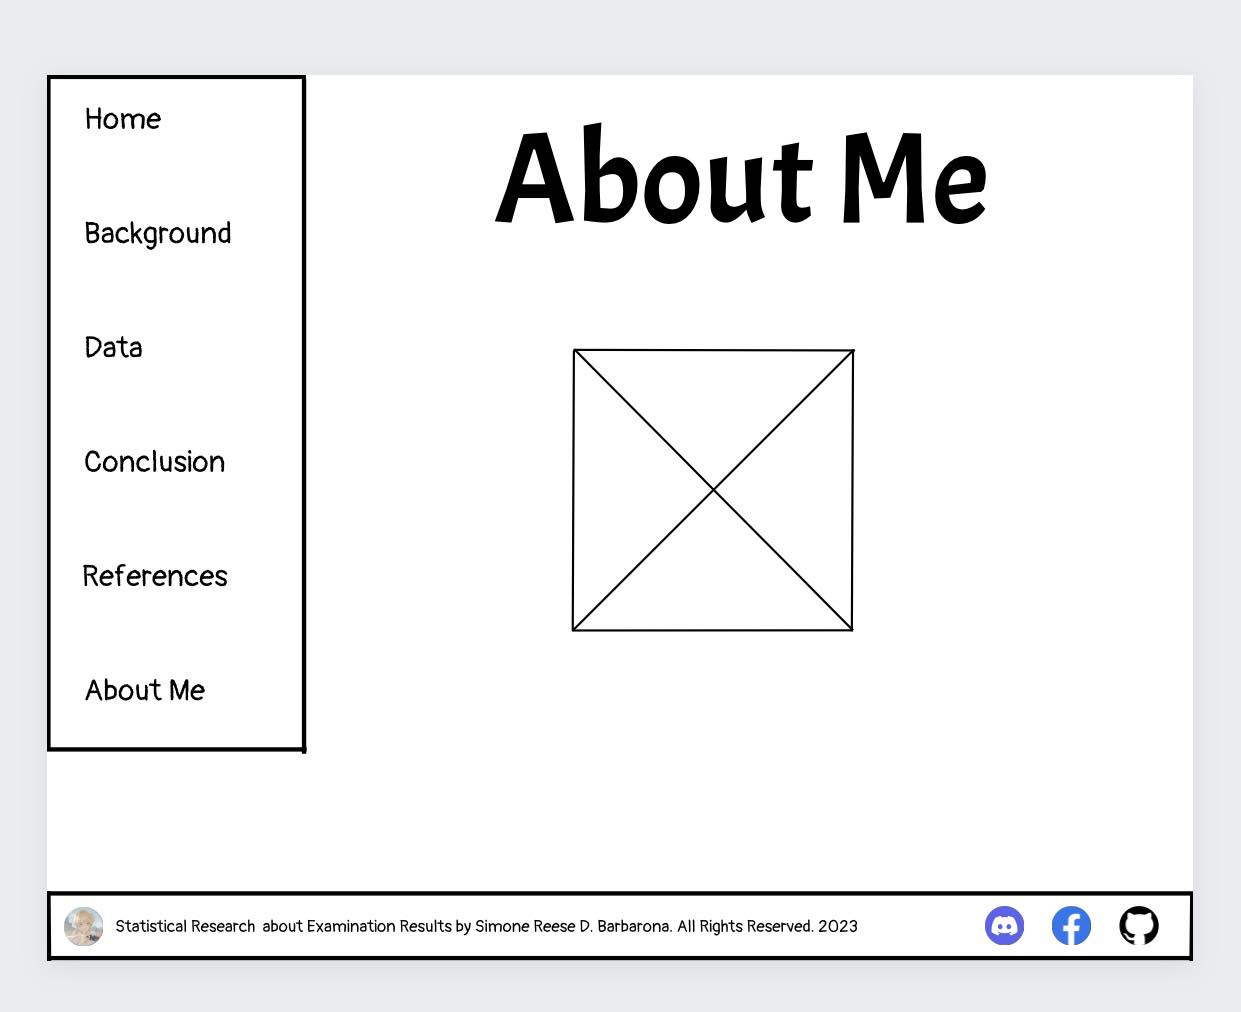 Home
Background
Data
Conclusion
References
About Me
About Me
Statistical Research about Examination Results by Simone Reese D. Barbarona. All Rights Reserved. 2023